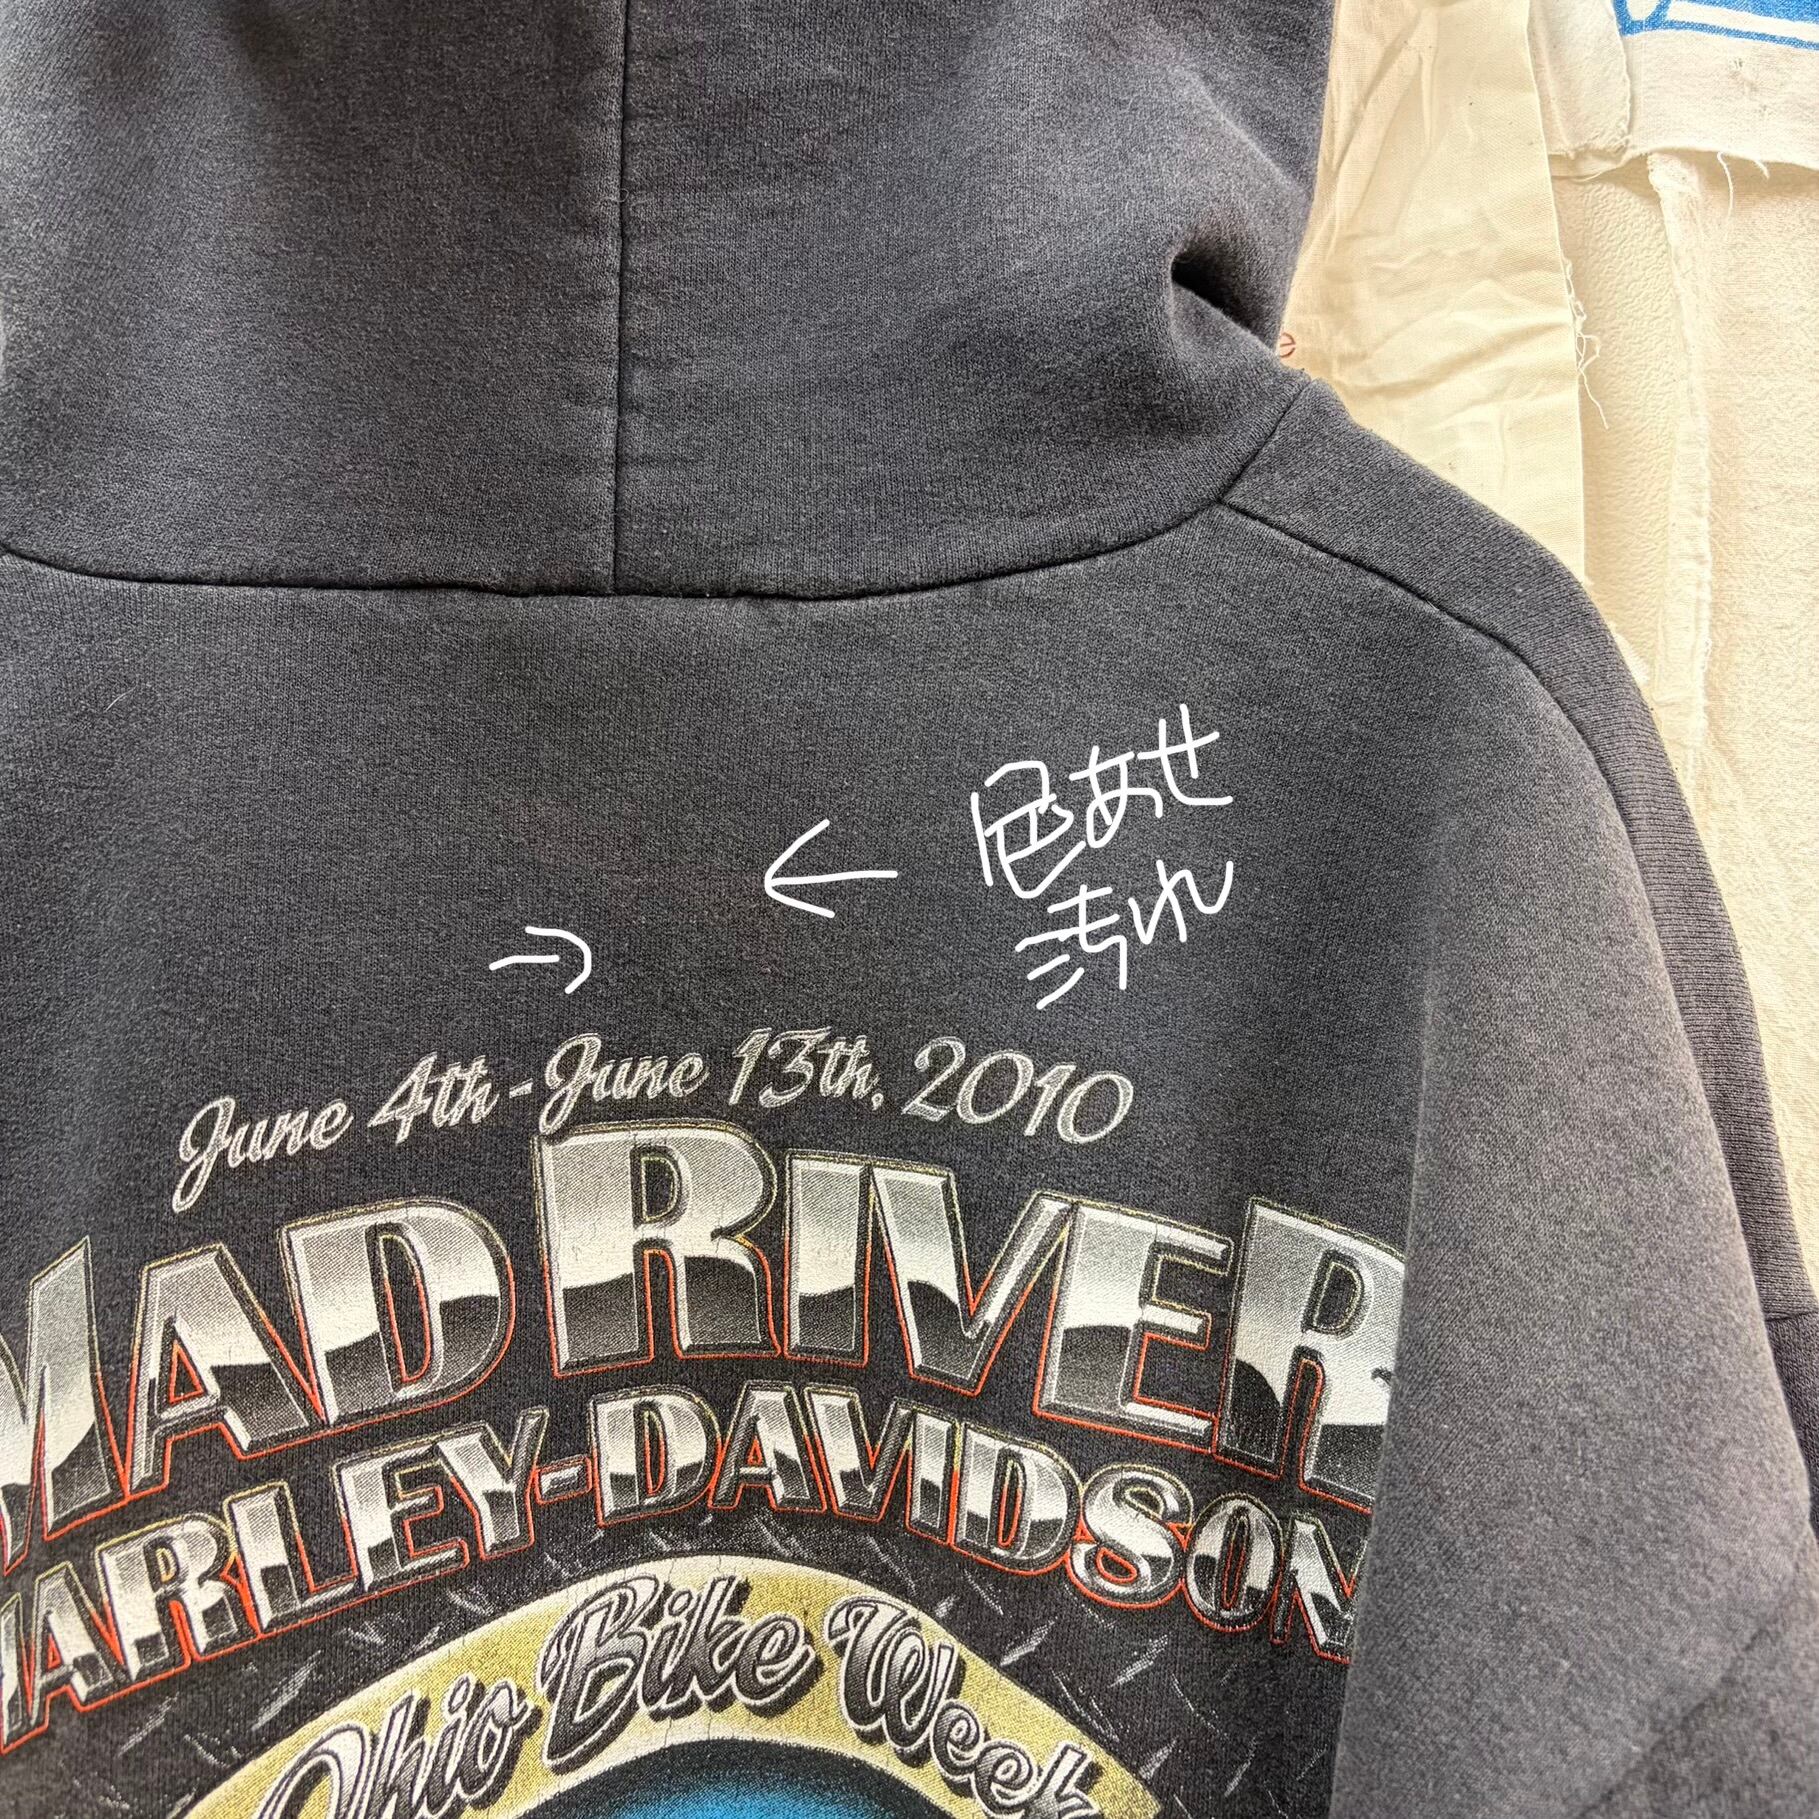 色あせ
汚れ
June 4th - June 13th, 2010
MAD RIVER
HARLEY-DAVIDSON
Ohio Bike Week